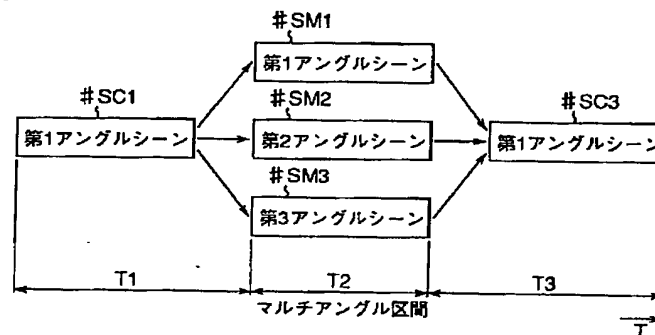 #SM1
第1アングルシーン
#SC1
第1アングルシーン
#SM2
第2アングルシーン
#SC3
第1アングルシーン
#SM3
第3アングルシーン
T1
T2
T3
マルチアングル区間
T